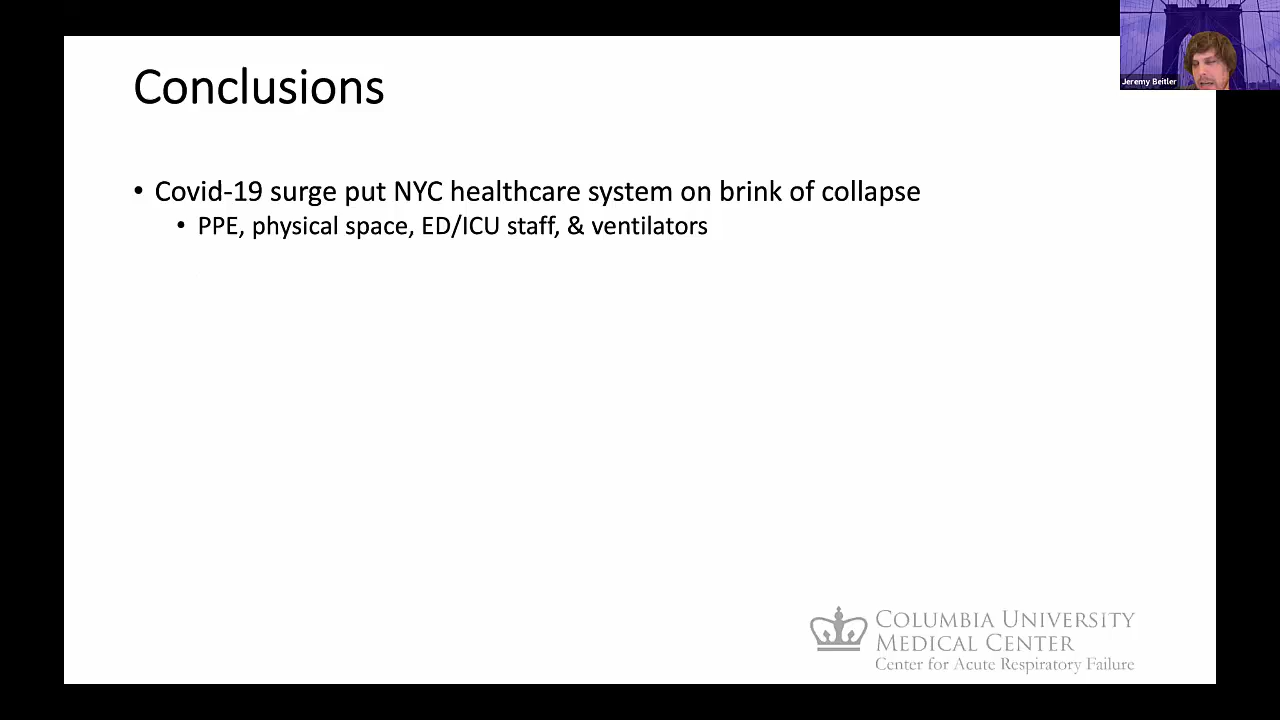 Jeremy Beitler
Conclusions
• Covid-19 surge put NYC healthcare system on brink of collapse
• PPE, physical space, ED/ICU staff, & ventilators
COLUMBIA UNIVERSITY
MEDICAL CENTER
Center for Acute Respiratory Failure